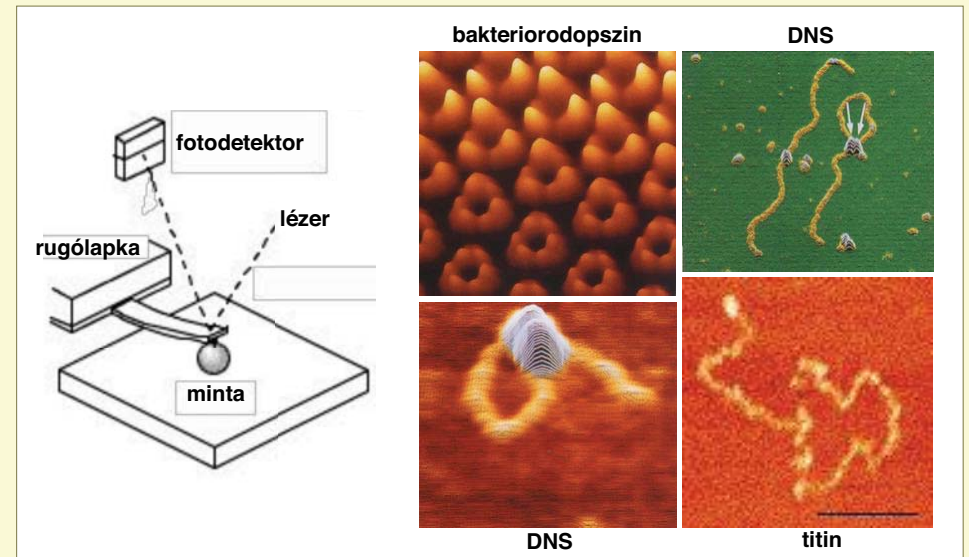 bakteriorodopszin
DNS
fotodetektor
lézer
rugólapka
minta
DNS
titin